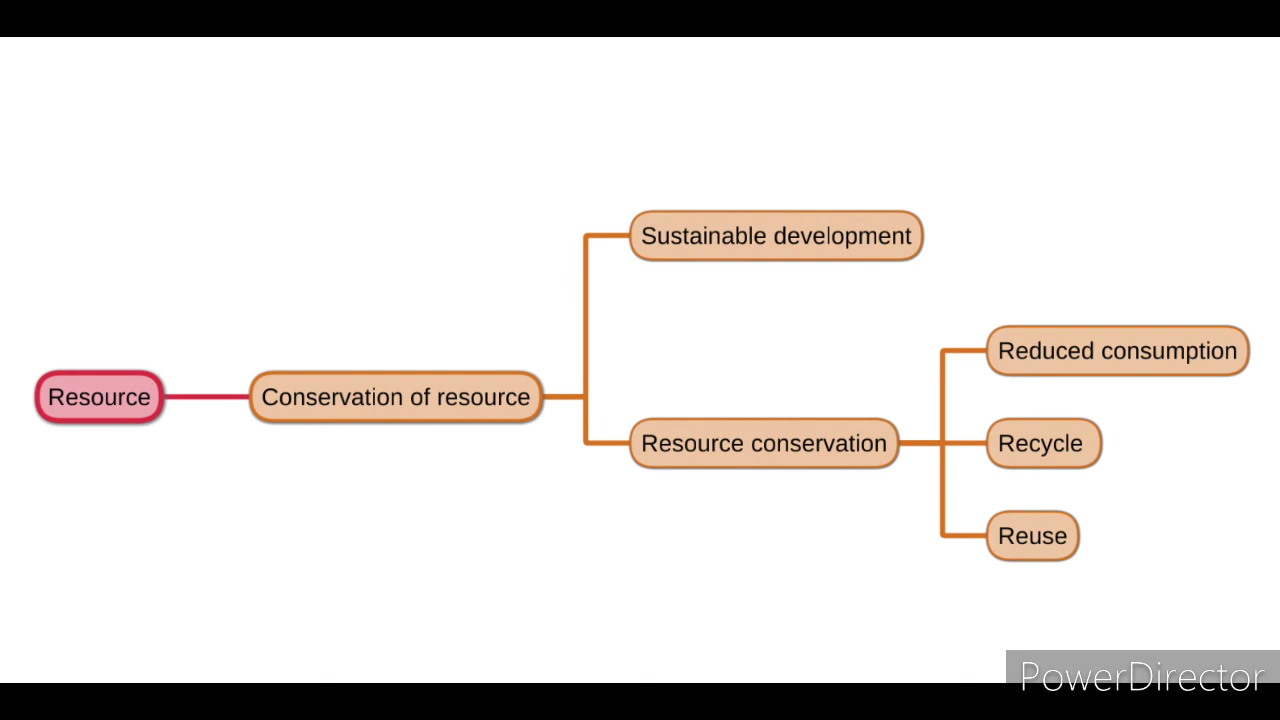 Resource
Conservation of resource
Sustainable development
Resource conservation
Reduced consumption
Recycle
Reuse
PowerDirector